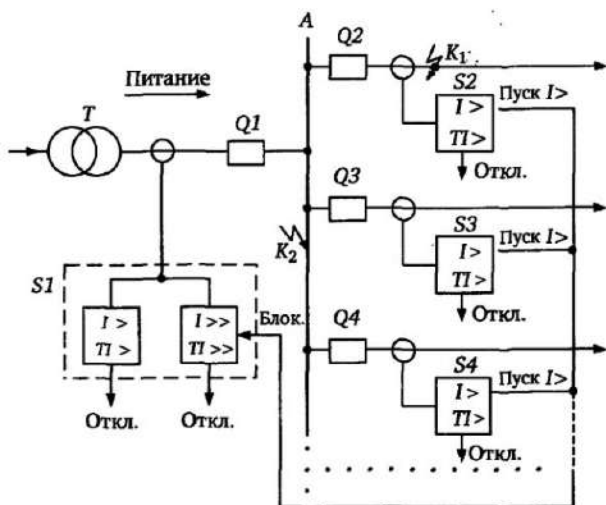 A
Q2
K₁
Питание
S2
Пуск I>
T
Q1
I >
TI >
Откл.
Q3
S3
Пуск I>
K₂
I >
TI >
Откл.
S1
Q4
S4
Блок.
I >
TI >
I >>
TI >>
Пуск I>
I >
TI >
Откл.
Откл.
Откл.